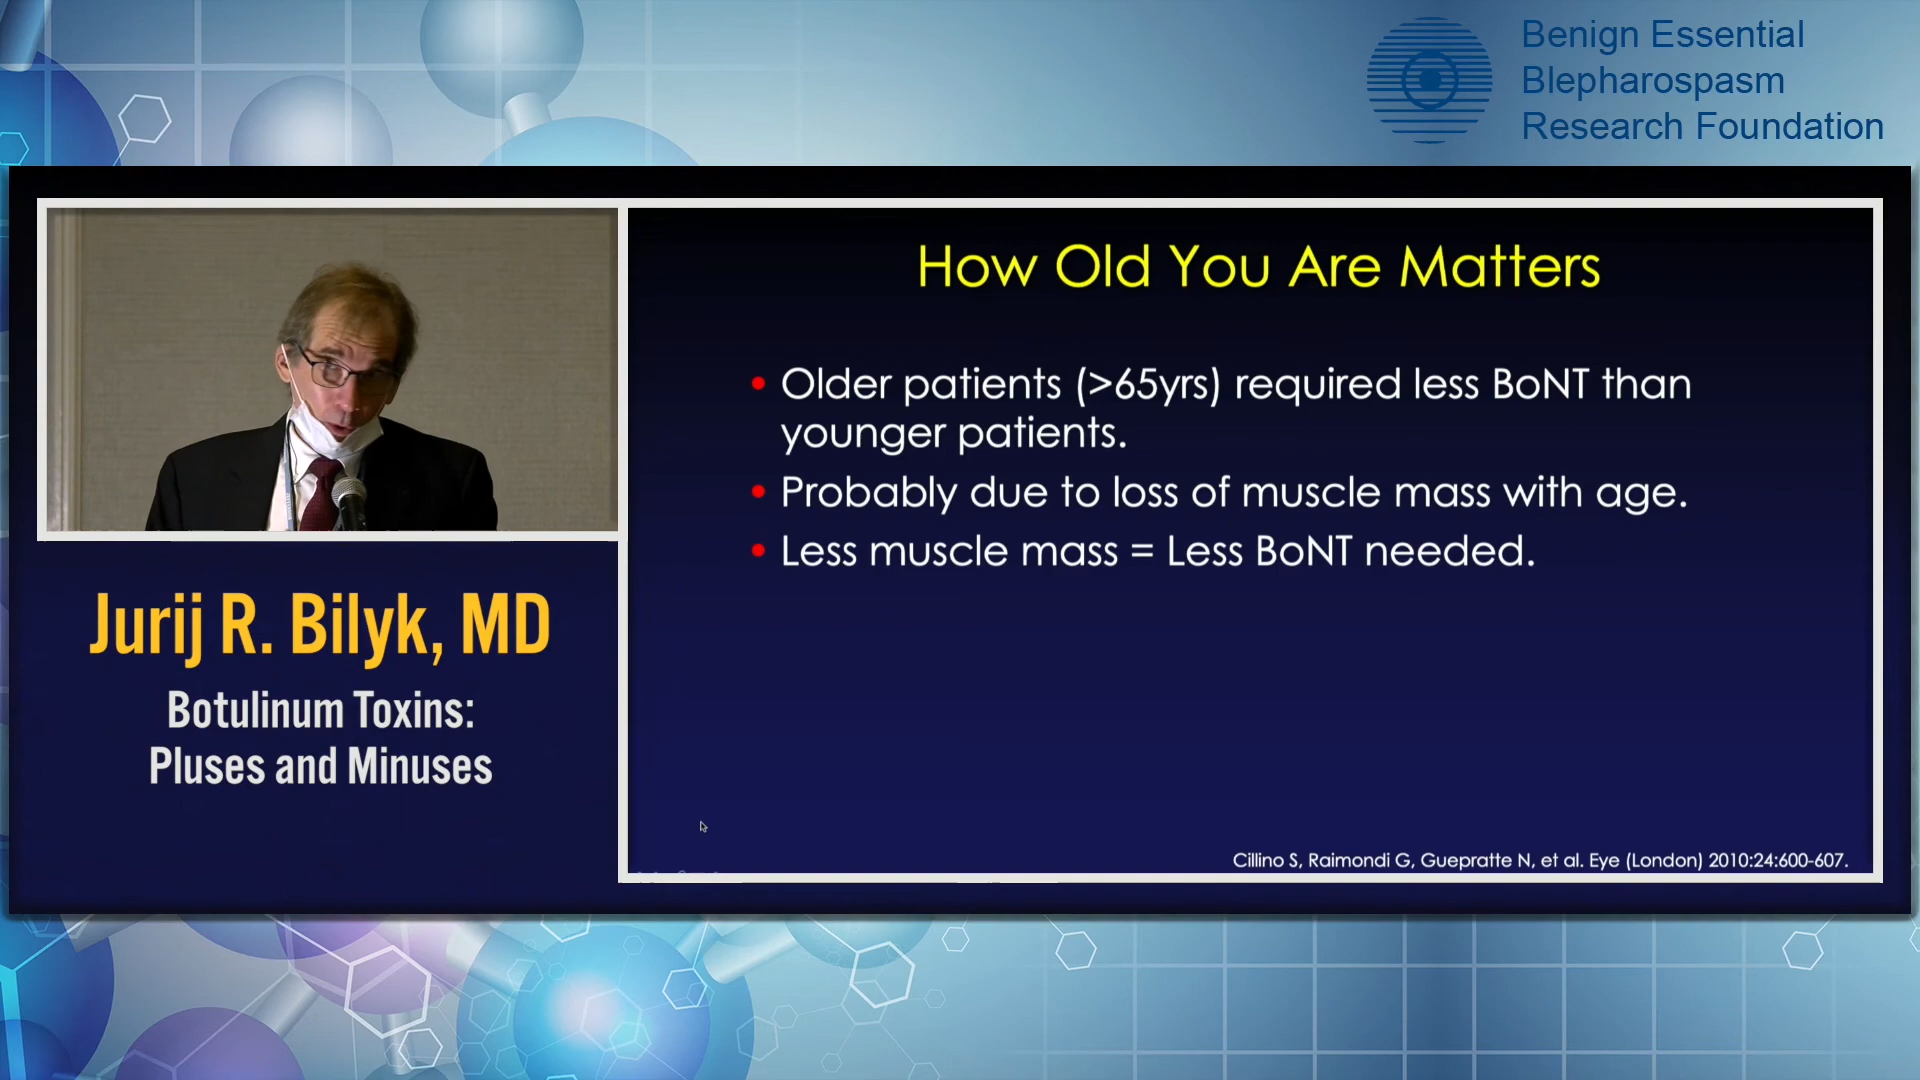 Benign Essential
Blepharospasm
Research Foundation
How Old You Are Matters
• Older patients (>65yrs) required less BoNT than
younger patients.
• Probably due to loss of muscle mass with age.
• Less muscle mass = Less BoNT needed.
Cillino S, Raimondi G, Guepratte N, et al. Eye (London) 2010:24:600-607.
Jurij R. Bilyk, MD
Botulinum Toxins:
Pluses and Minuses